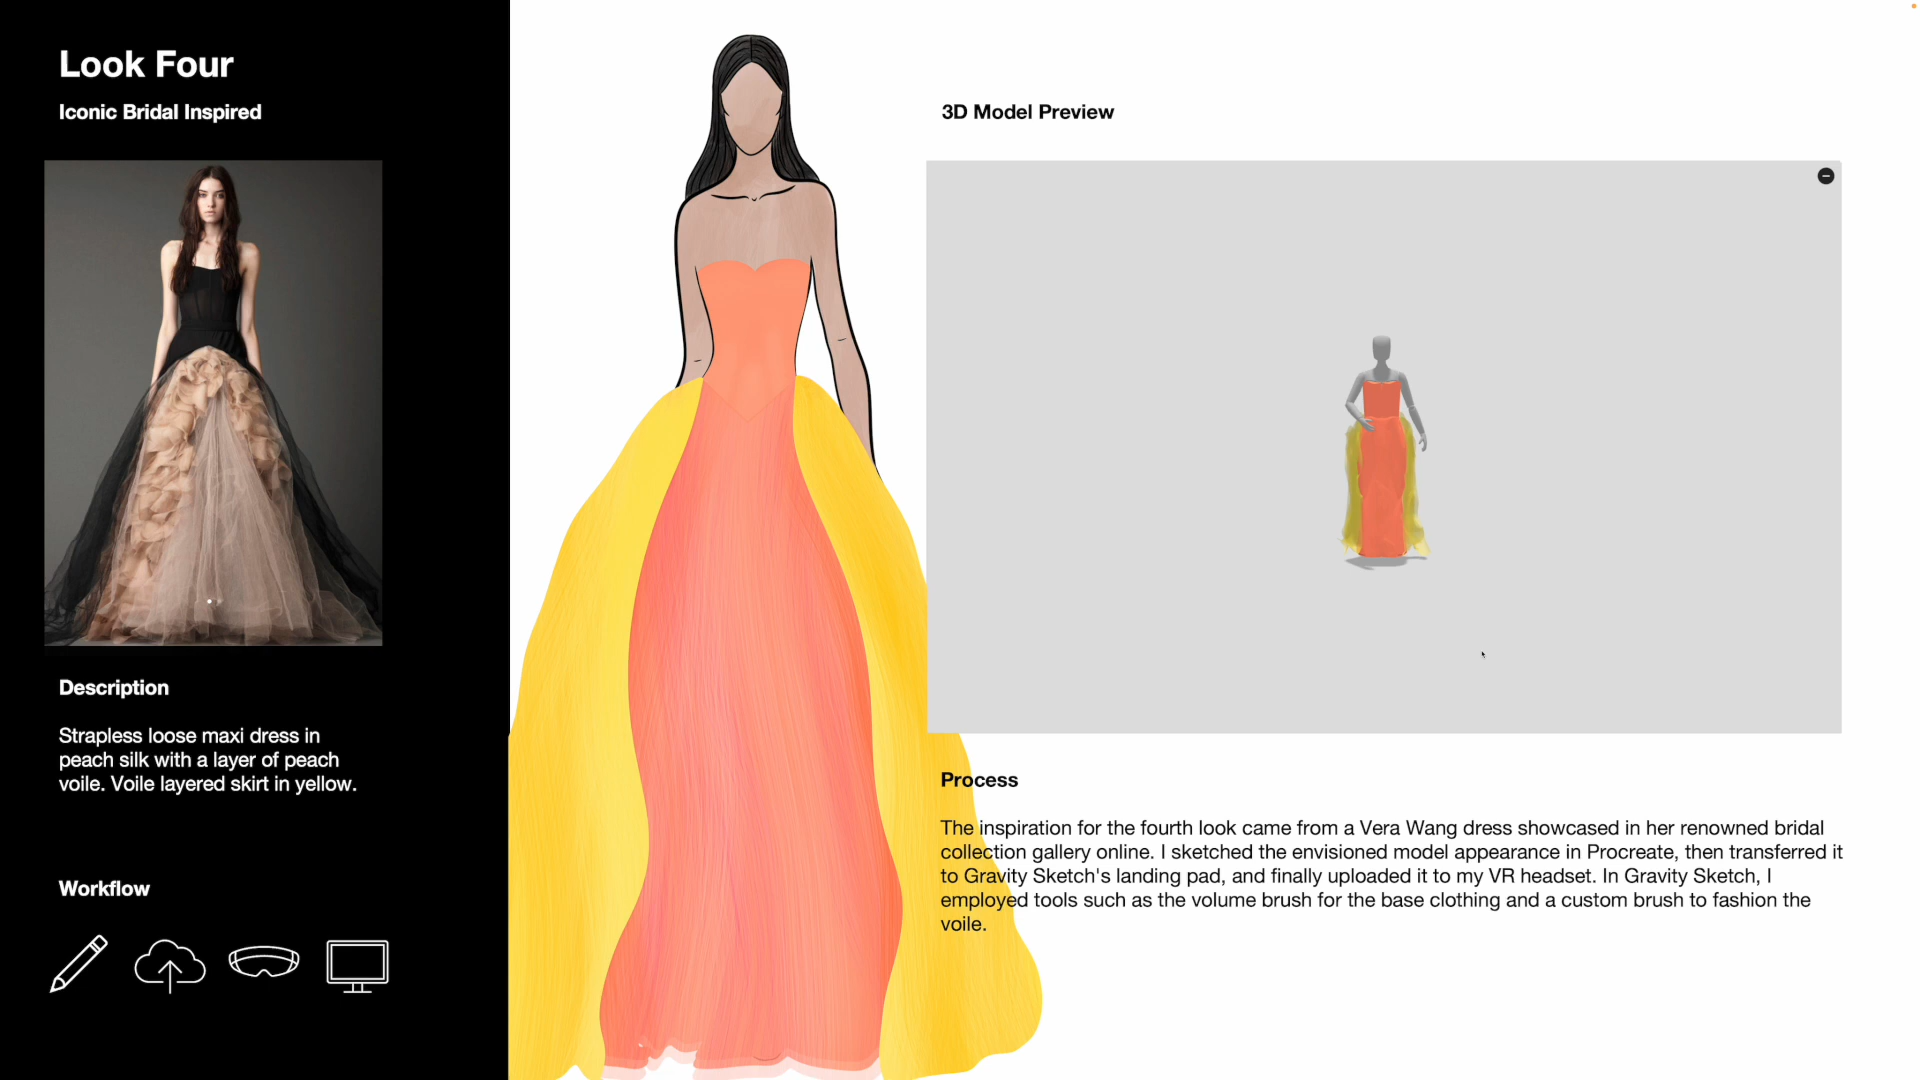 Look Four
Iconic Bridal Inspired
Description
Strapless loose maxi dress in
peach silk with a layer of peach
voile. Voile layered skirt in yellow.
Workflow
3D Model Preview
Process
The inspiration for the fourth look came from a Vera Wang dress showcased in her renowned bridal
collection gallery online. I sketched the envisioned model appearance in Procreate, then transferred it
to Gravity Sketch's landing pad, and finally uploaded it to my VR headset. In Gravity Sketch, I
employed tools such as the volume brush for the base clothing and a custom brush to fashion the
voile.